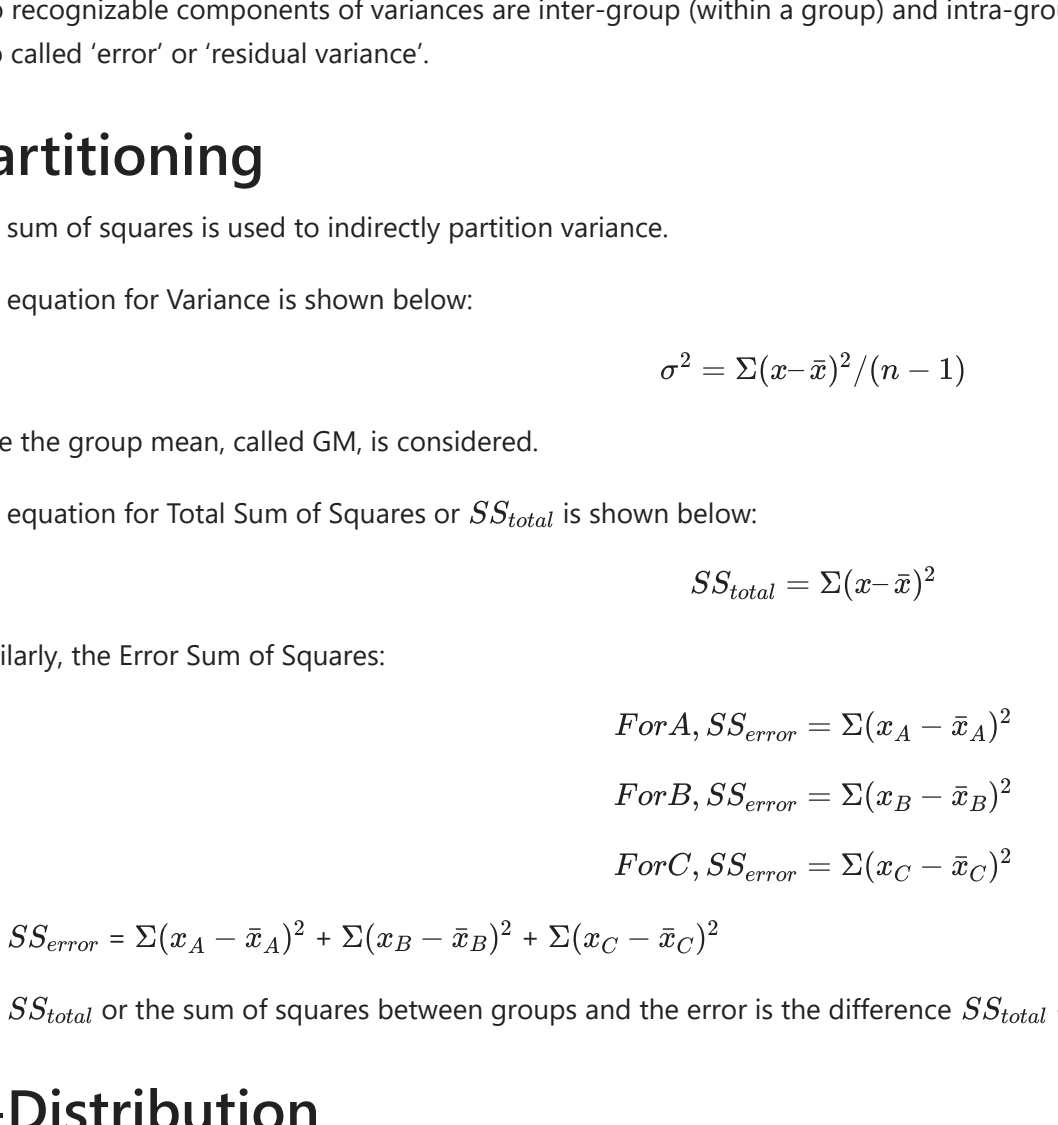 recognizable components of variances are inter-group (within a group) and intra-gro
called ‘error’ or ‘residual variance’.
artitioning
sum of squares is used to indirectly partition variance.
equation for Variance is shown below:
σ² = Σ(x– x̄)²/(n − 1)
e the group mean, called GM, is considered.
equation for Total Sum of Squares or SS_total is shown below:
SS_total = Σ(x– x̄)²
ilarly, the Error Sum of Squares:
ForA, SS_error = Σ(x_A − x̄_A)²
ForB, SS_error = Σ(x_B − x̄_B)²
ForC, SS_error = Σ(x_C − x̄_C)²
SS_error = Σ(x_A − x̄_A)² + Σ(x_B − x̄_B)² + Σ(x_C − x̄_C)²
SS_total or the sum of squares between groups and the error is the difference SS_total
-Distribution